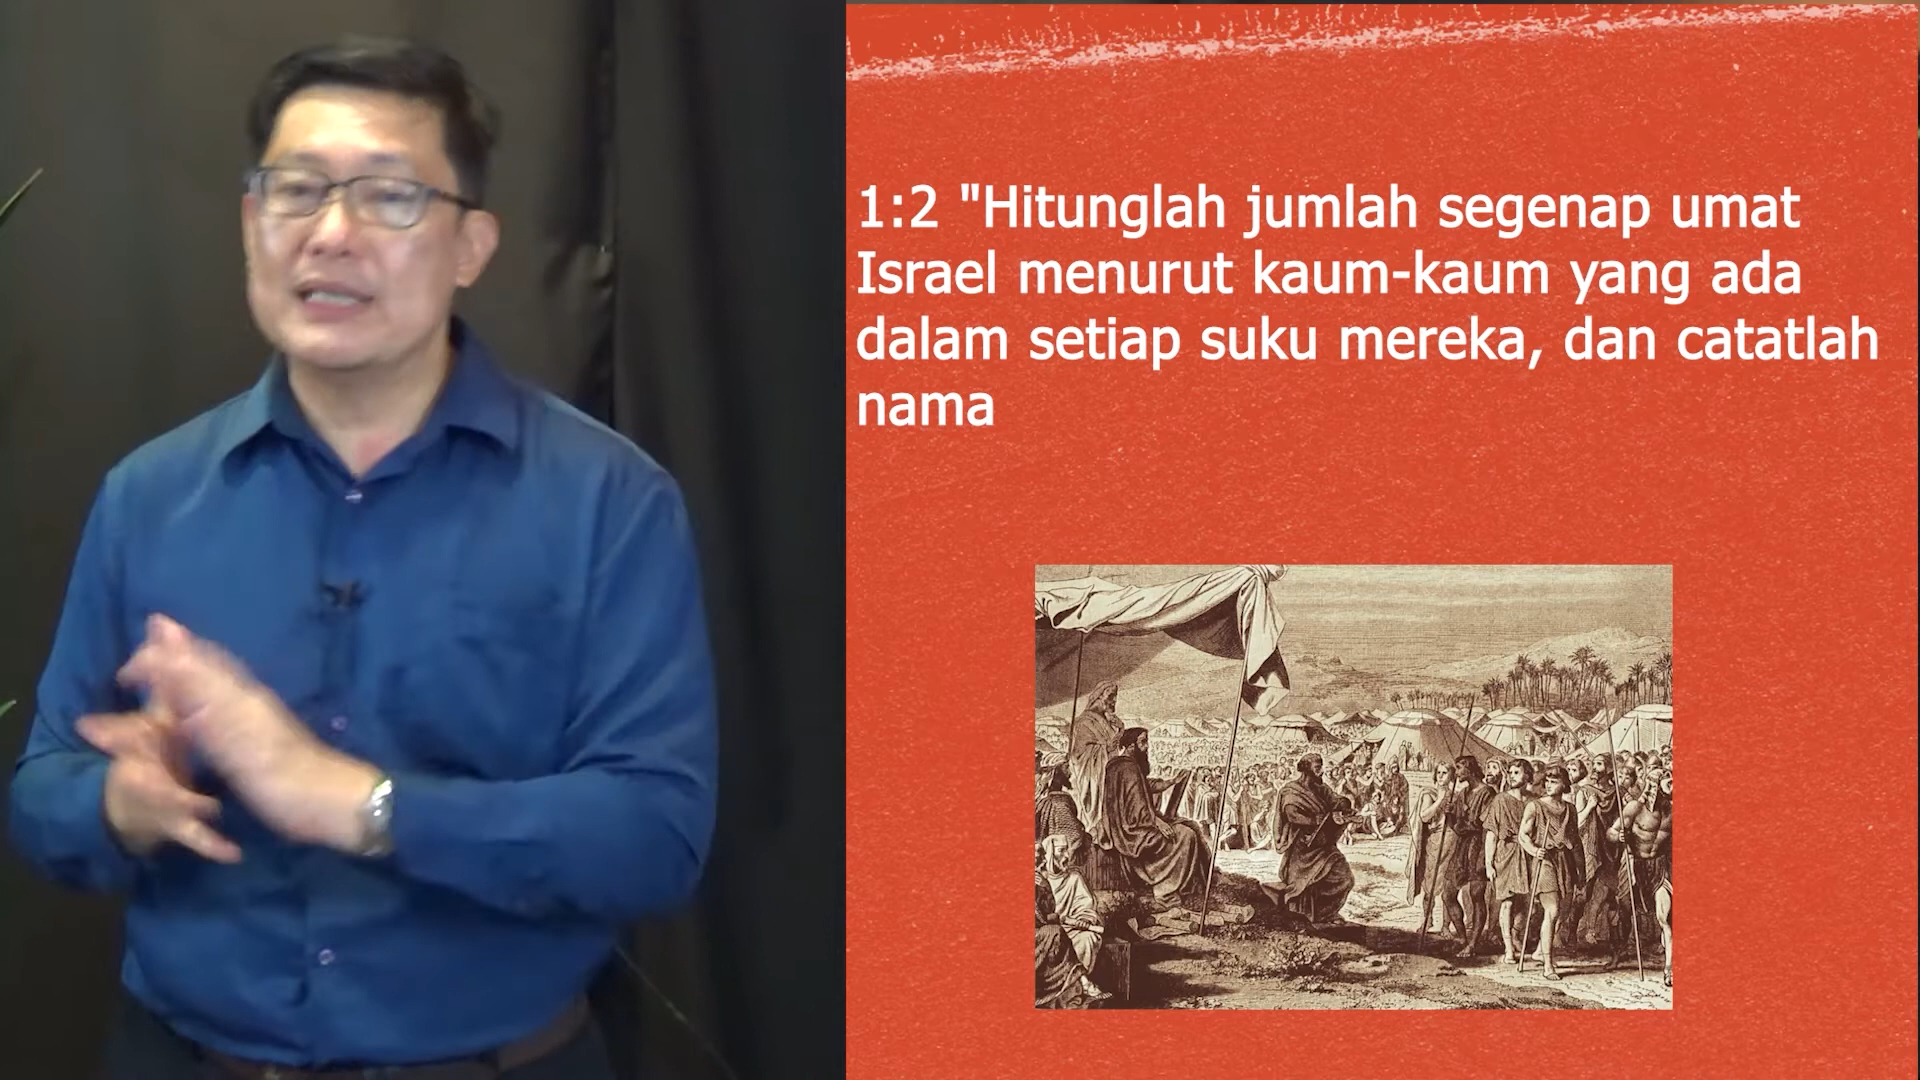 1:2 "Hitunglah jumlah segenap umat
Israel menurut kaum-kaum yang ada
dalam setiap suku mereka, dan catatlah
nama